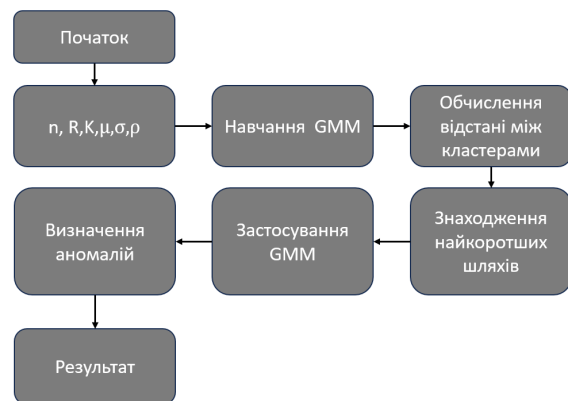 Початок
n, R,K,μ,σ,ρ
Навчання GMM
Обчислення
відстані між
кластерами
Знаходження
найкоротших
шляхів
Застосування
GMM
Визначення
аномалій
Результат